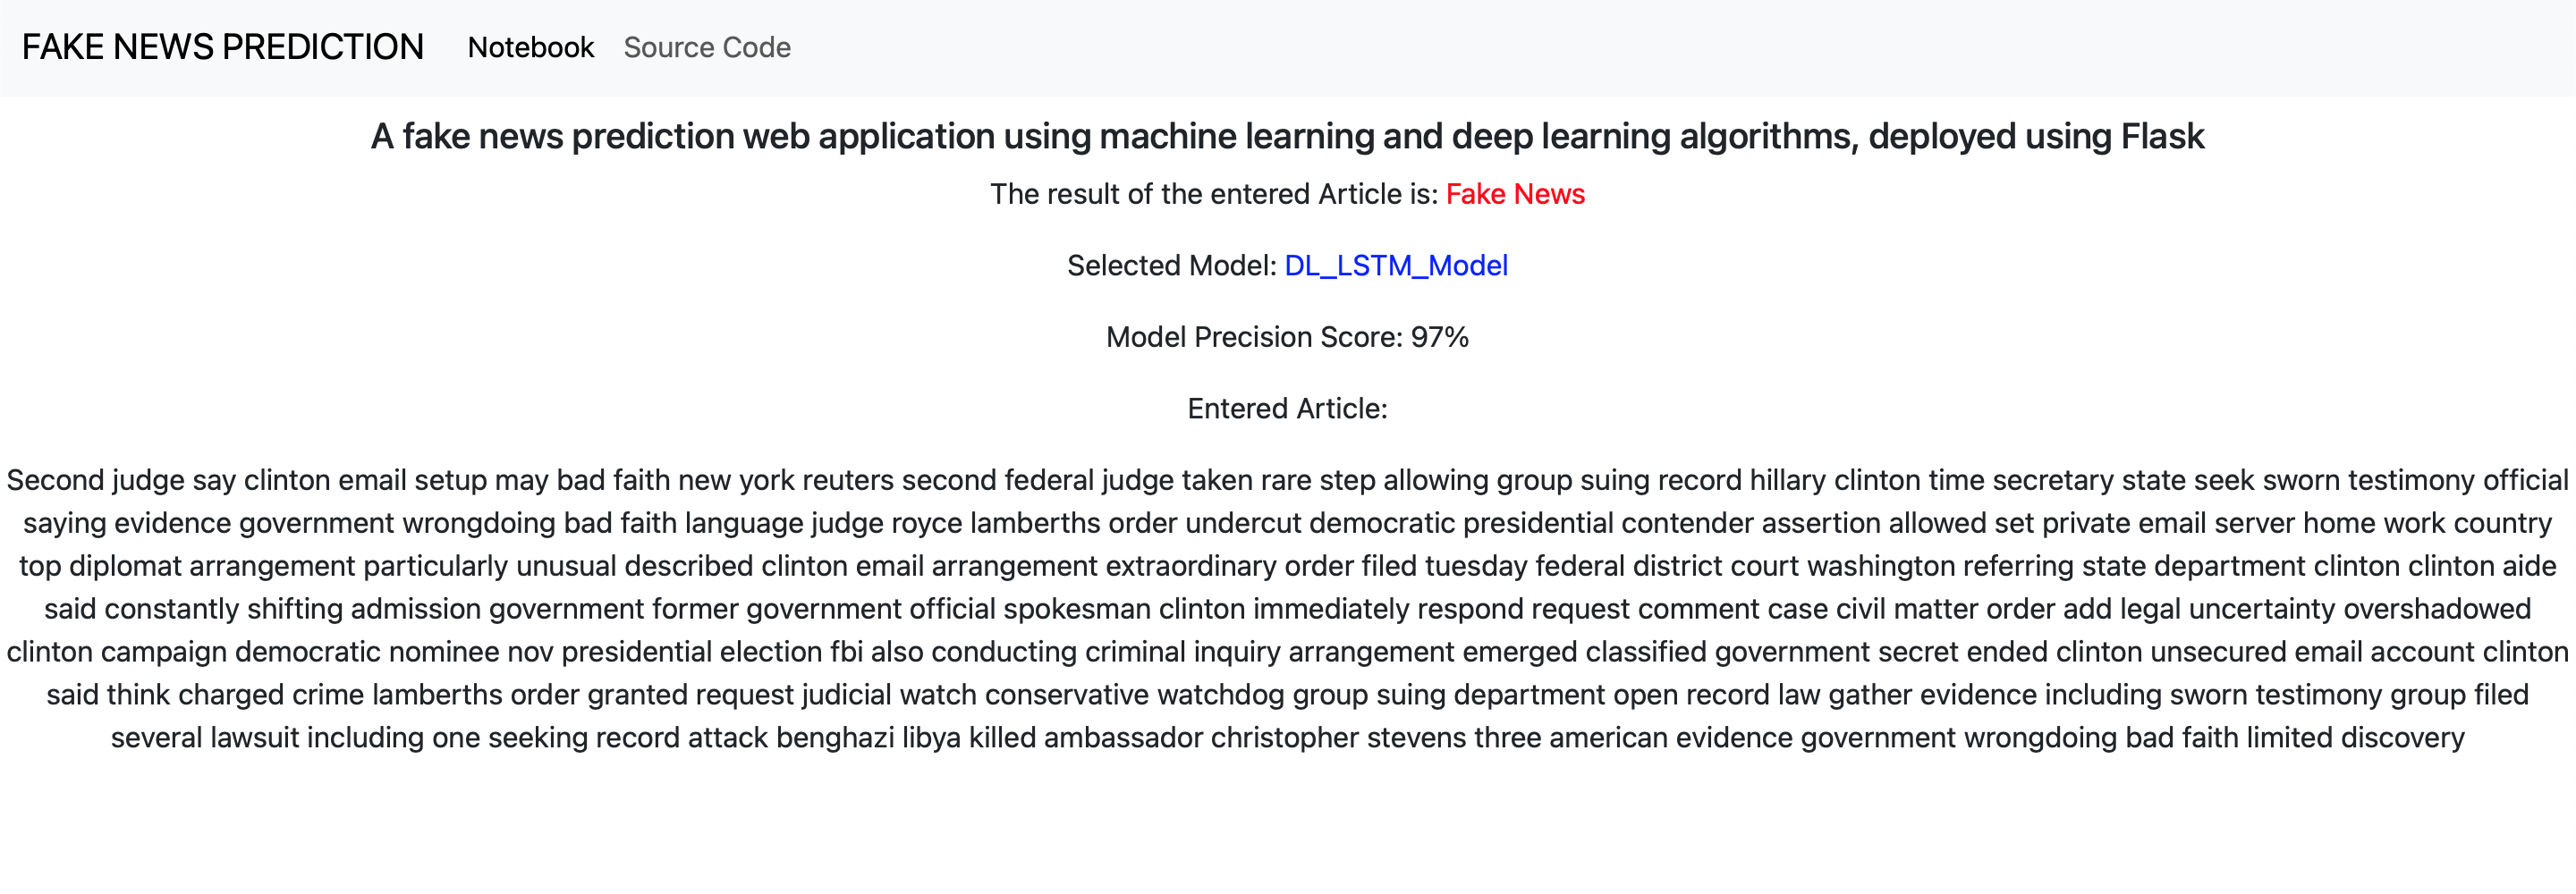 FAKE NEWS PREDICTION Notebook Source Code
A fake news prediction web application using machine learning and deep learning algorithms, deployed using Flask
The result of the entered Article is: Fake News
Selected Model: DL_LSTM_Model
Model Precision Score: 97%
Entered Article:
Second judge say clinton email setup may bad faith new york reuters second federal judge taken rare step allowing group suing record hillary clinton time secretary state seek sworn testimony official
saying evidence government wrongdoing bad faith language judge royce lamberths order undercut democratic presidential contender assertion allowed set private email server home work country
top diplomat arrangement particularly unusual described clinton email arrangement extraordinary order filed tuesday federal district court washington referring state department clinton clinton aide
said constantly shifting admission government former government official spokesman clinton immediately respond request comment case civil matter order add legal uncertainty overshadowed
clinton campaign democratic nominee nov presidential election fbi also conducting criminal inquiry arrangement emerged classified government secret ended clinton unsecured email account clinton
said think charged crime lamberths order granted request judicial watch conservative watchdog group suing department open record law gather evidence including sworn testimony group filed
several lawsuit including one seeking record attack benghazi libya killed ambassador christopher stevens three american evidence government wrongdoing bad faith limited discovery